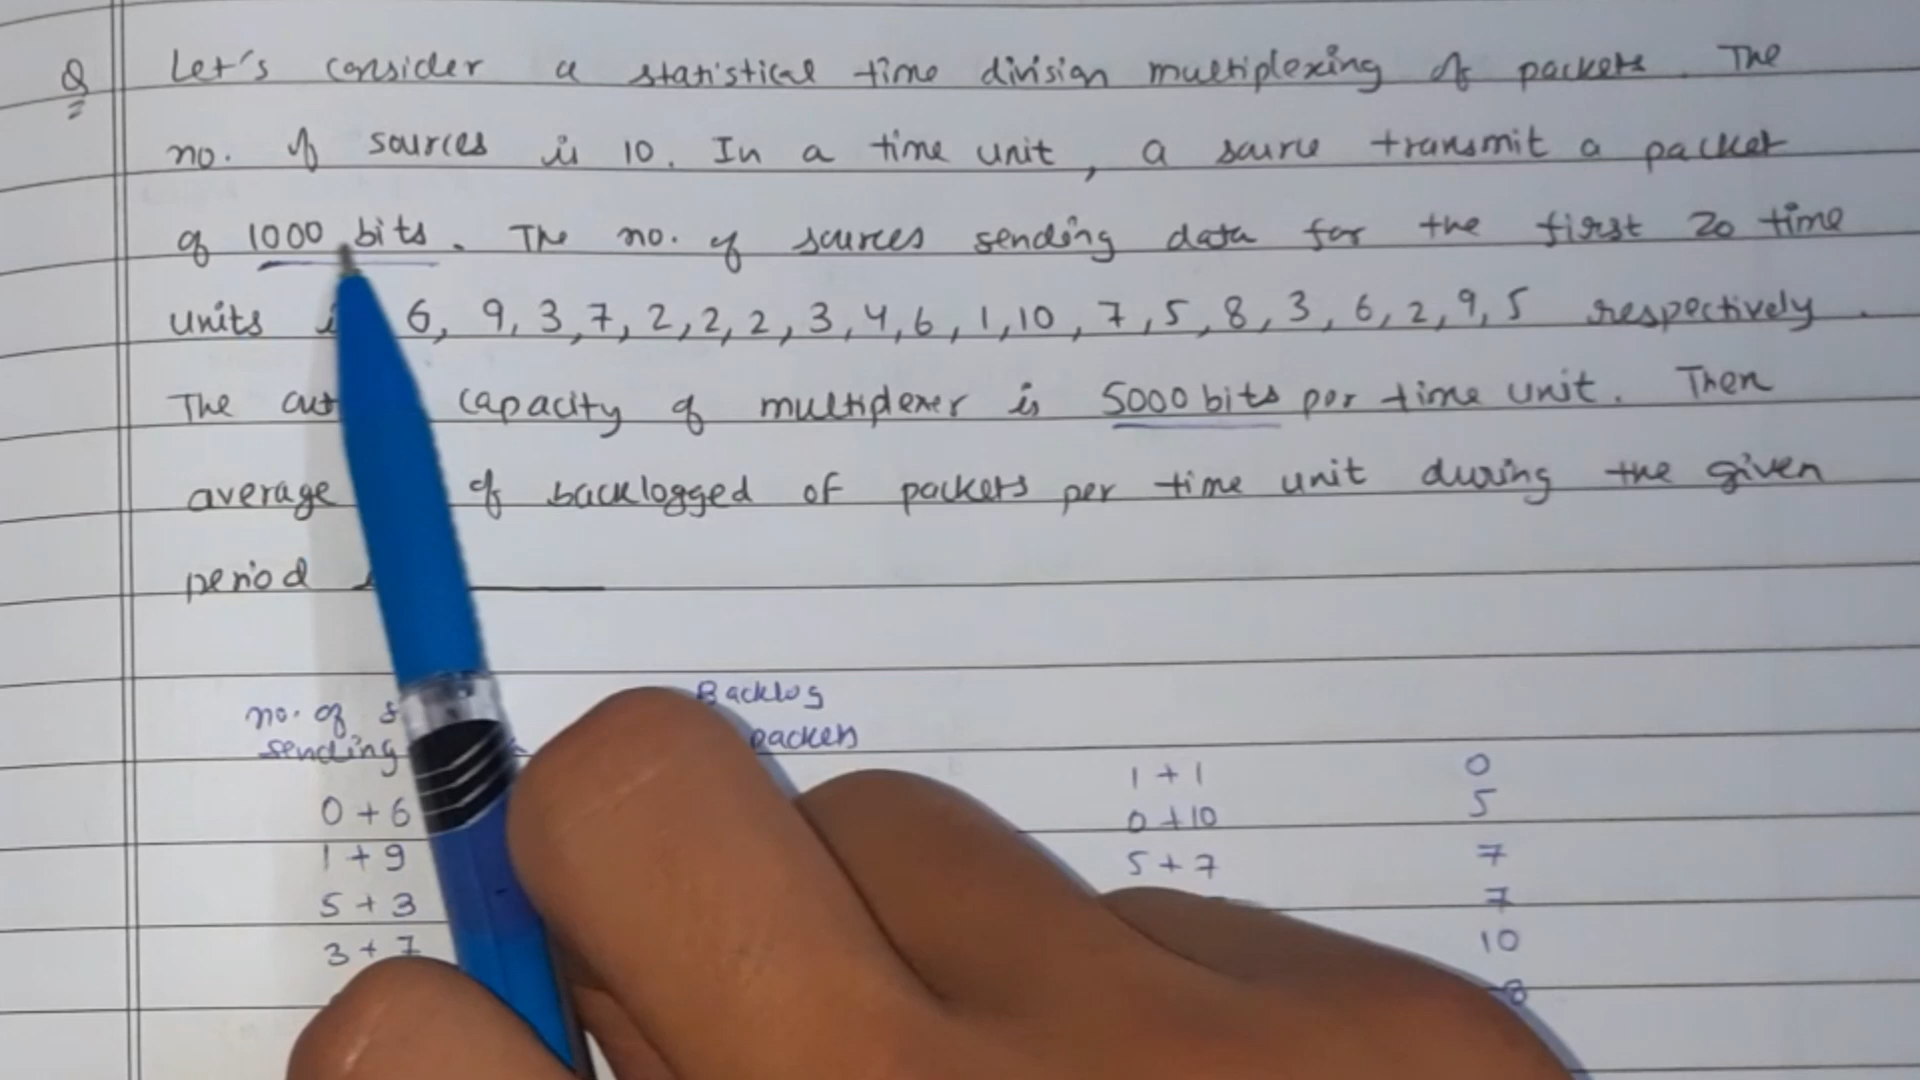 Q
Let's consider a statistical time division multiplexing of packets. The
no. of sources is 10. In a time unit, a source transmit a packet
of 1000 bits. The no. of sources sending data for the first 20 time
units 6, 9, 3, 7, 2, 2, 2, 3, 4, 6, 1, 10, 7, 5, 8, 3, 6, 2, 9, 5 respectively.
The capacity of multiplexer is 5000 bits per time unit. Then
average of backlogged of packets per time unit during the given
period
no. of
sending
Backlog
packets
0 + 6
1 + 9
5 + 3
3 + 7
1 + 1 0
0 + 10 5
5 + 7 7
7
10
8